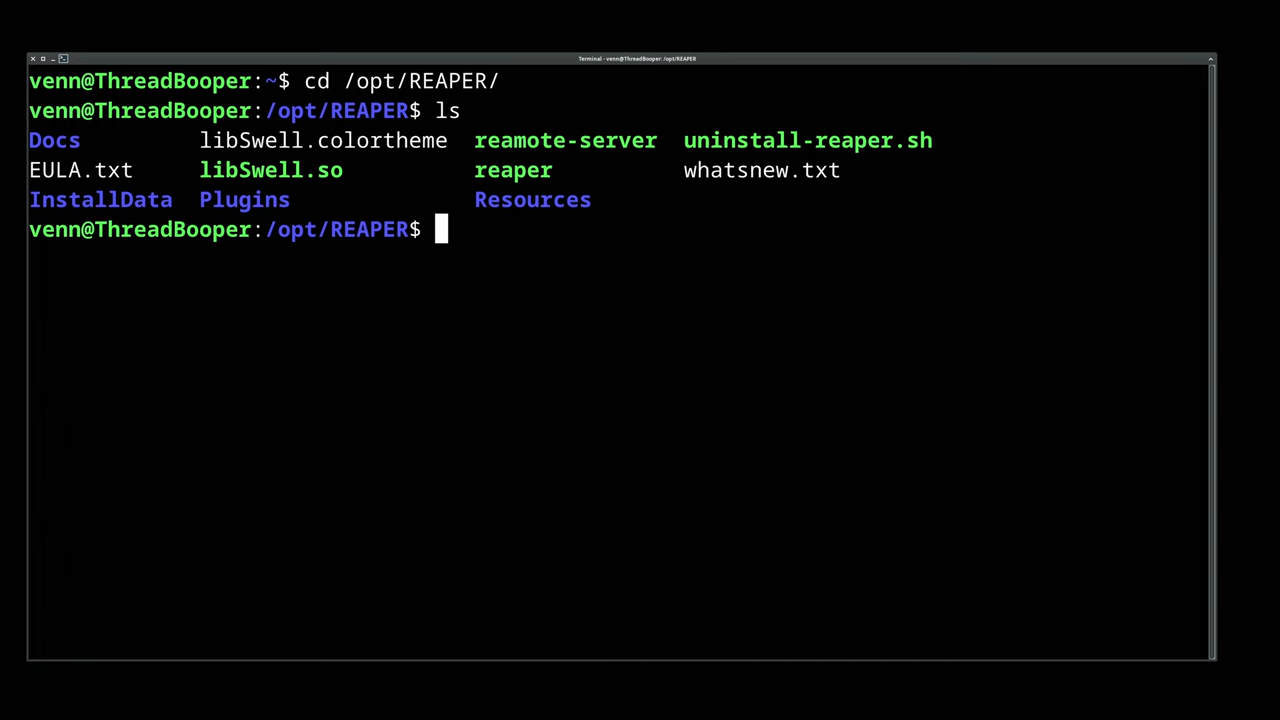 Terminal - venn@ThreadBooper: /opt/REAPER
venn@ThreadBooper:~$ cd /opt/REAPER/
venn@ThreadBooper:/opt/REAPER$ ls
Docs libSwell.colortheme reamote-server uninstall-reaper.sh
EULA.txt libSwell.so reaper whatsnew.txt
InstallData Plugins Resources
venn@ThreadBooper:/opt/REAPER$